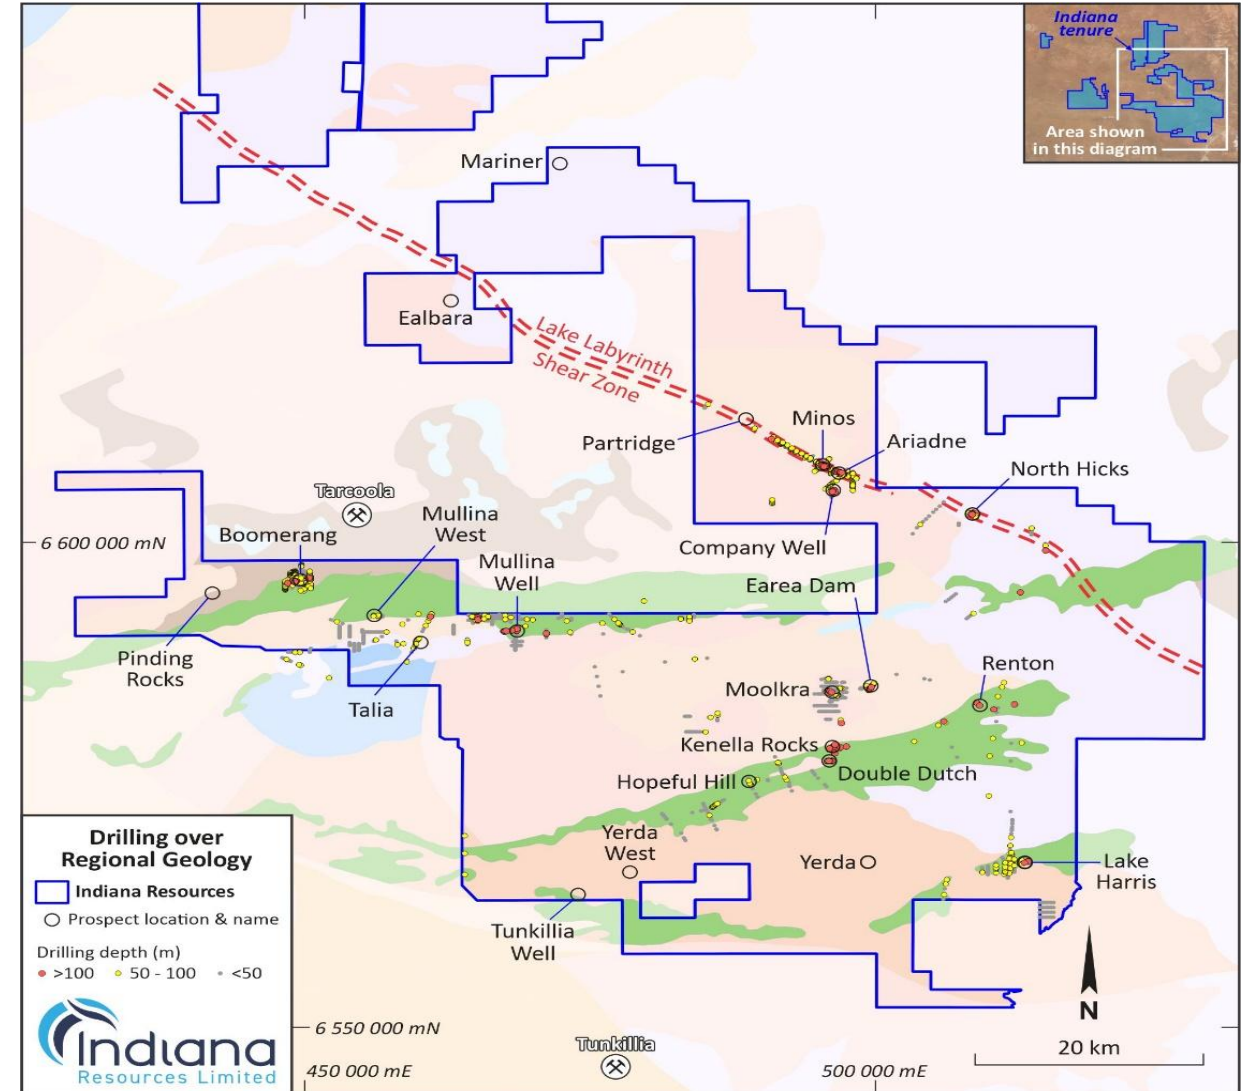 Indiana
tenure
Area shown
in this diagram
Mariner
Ealbara
Lake Labyrinth
Shear Zone
Partridge
Minos
Ariadne
North Hicks
Company Well
Tarcoola
Mullina
West
Boomerang
6 600 000 mN
Mullina
Well
Earea Dam
Pinding
Rocks
Talia
Moolkra
Renton
Kenella Rocks
Hopeful Hill
Double Dutch
Yerda
West
Yerda
Lake
Harris
Tunkillia
Well
Drilling over
Regional Geology
Indiana Resources
Prospect location & name
Drilling depth (m)
>100 50 - 100 <50
Indiana
Resources Limited
6 550 000 mN
450 000 mE
Tunkillia
500 000 mE
N
20 km